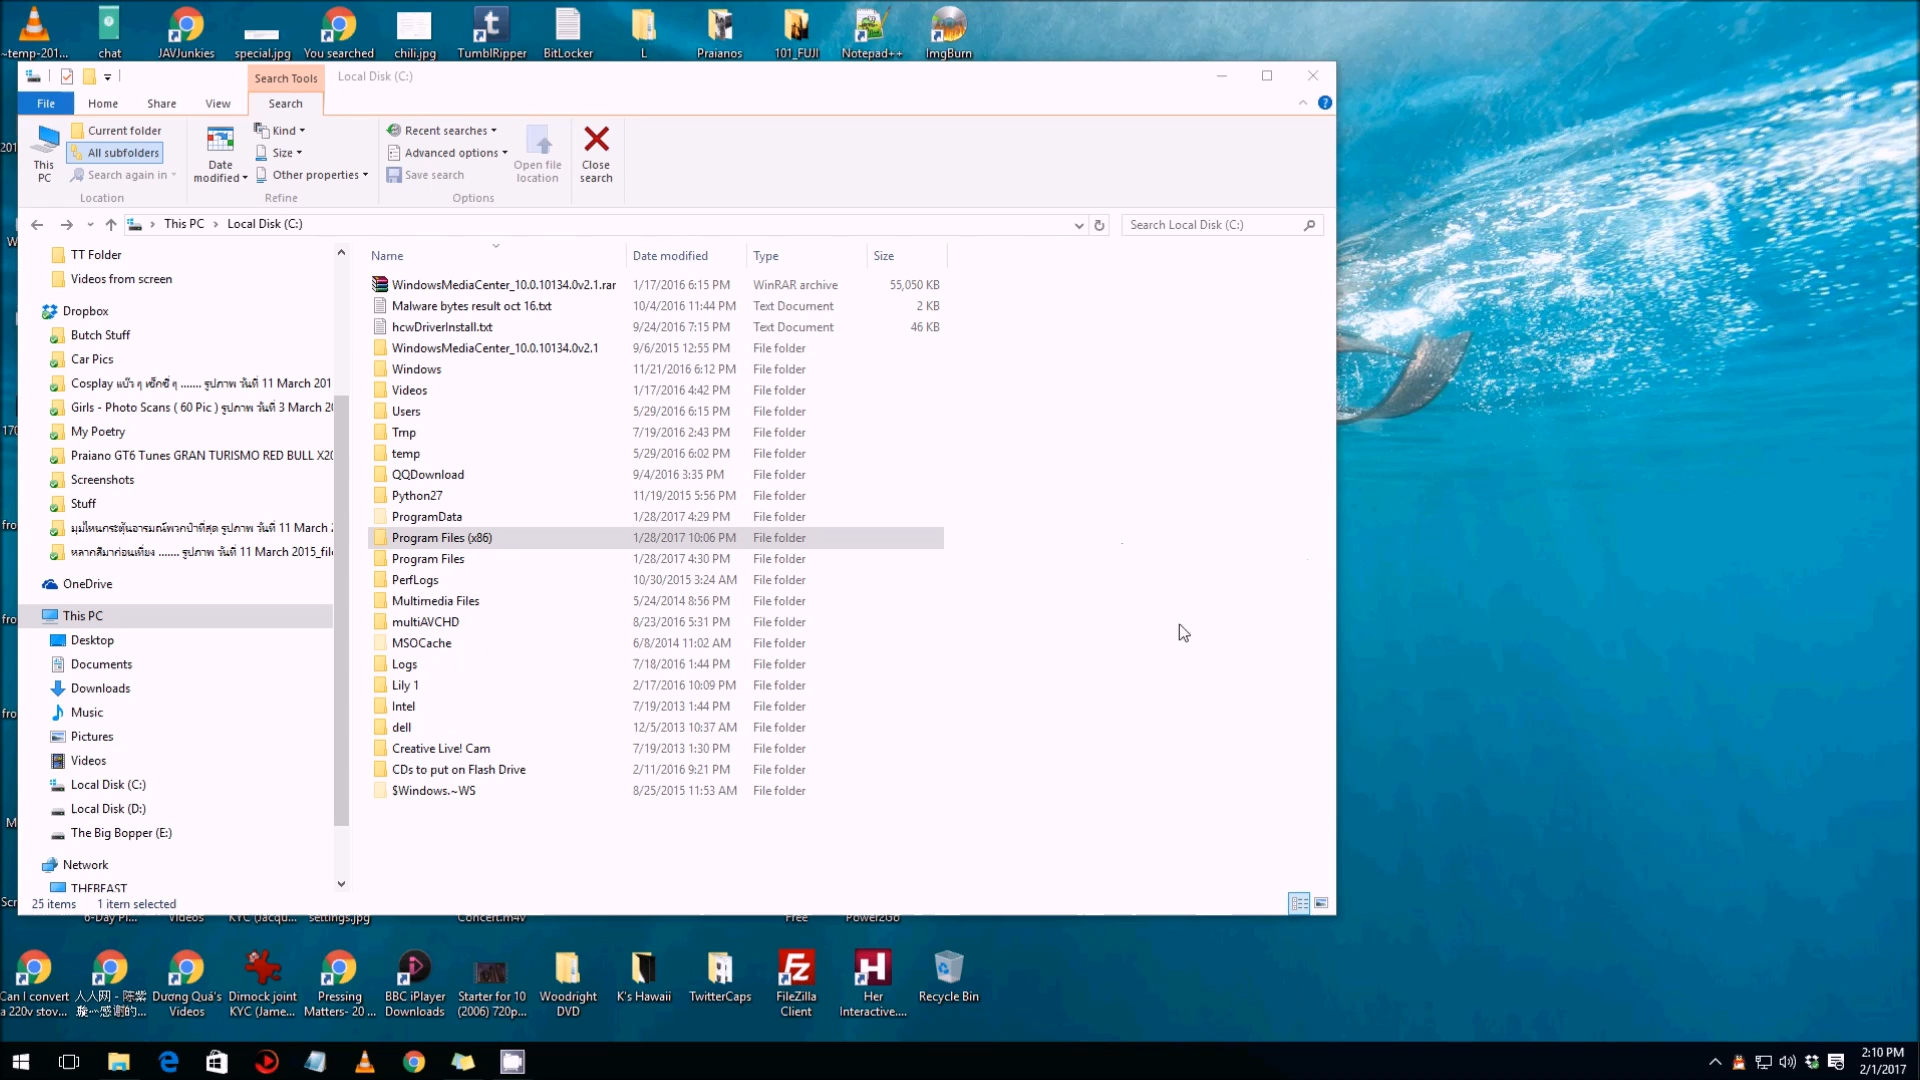 ~temp-201... chat JAVJunkies special.jpg You searched chili.jpg TumblRipper BitLocker L Praianos 101_FUJI Notepad++ ImgBurn
Search Tools Local Disk (C:)
File Home Share View Search
This PC
Current folder
All subfolders
Search again in
Location
Date modified
Kind
Size
Other properties
Refine
Recent searches
Advanced options
Save search
Options
Open file location
Close search
This PC Local Disk (C:)
Search Local Disk (C:)
TT Folder
Videos from screen
Dropbox
Butch Stuff
Car Pics
Cosplay แบ๊ว ๆ เซ็กซี่ ๆ ....... รูปภาพ วันที่ 11 March 201
Girls - Photo Scans ( 60 Pic ) รูปภาพ วันที่ 3 March 20
My Poetry
Praiano GT6 Tunes GRAN TURISMO RED BULL X20
Screenshots
Stuff
มุมไหนกระตุ้นอารมณ์พวกป๋าที่สุด รูปภาพ วันที่ 11 March 2
หลากสีมาก่อนเที่ยง ....... รูปภาพ วันที่ 11 March 2015_file
OneDrive
This PC
Desktop
Documents
Downloads
Music
Pictures
Videos
Local Disk (C:)
Local Disk (D:)
The Big Bopper (E:)
Network
THEBEAST
Name Date modified Type Size
WindowsMediaCenter_10.0.10134.0v2.1.rar 1/17/2016 6:15 PM WinRAR archive 55,050 KB
Malware bytes result oct 16.txt 10/4/2016 11:44 PM Text Document 2 KB
hcwDriverInstall.txt 9/24/2016 7:15 PM Text Document 46 KB
WindowsMediaCenter_10.0.10134.0v2.1 9/6/2015 12:55 PM File folder
Windows 11/21/2016 6:12 PM File folder
Videos 1/17/2016 4:42 PM File folder
Users 5/29/2016 6:15 PM File folder
Tmp 7/19/2016 2:43 PM File folder
temp 5/29/2016 6:02 PM File folder
QQDownload 9/4/2016 3:35 PM File folder
Python27 11/19/2015 5:56 PM File folder
ProgramData 1/28/2017 4:29 PM File folder
Program Files (x86) 1/28/2017 10:06 PM File folder
Program Files 1/28/2017 4:30 PM File folder
PerfLogs 10/30/2015 3:24 AM File folder
Multimedia Files 5/24/2014 8:56 PM File folder
multiAVCHD 8/23/2016 5:31 PM File folder
MSOCache 6/8/2014 11:02 AM File folder
Logs 7/18/2016 1:44 PM File folder
Lily 1 2/17/2016 10:09 PM File folder
Intel 7/19/2013 1:44 PM File folder
dell 12/5/2013 10:37 AM File folder
Creative Live! Cam 7/19/2013 1:30 PM File folder
CDs to put on Flash Drive 2/11/2016 9:21 PM File folder
$Windows.~WS 8/25/2015 11:53 AM File folder
25 items 1 item selected
6-Day Pl... Videos KYC (Jacqu... settings.jpg Concert.m4v Free Power2Go
Can I convert a 220v stov...
人人网 - 陈紫
Dương Quá's Videos
Dimock joint KYC (Jame...
Pressing Matters- 20 ...
BBC iPlayer Downloads
Starter for 10 (2006) 720p...
Woodright DVD
K's Hawaii
TwitterCaps
FileZilla Client
Her Interactive....
Recycle Bin
2:10 PM
2/1/2017